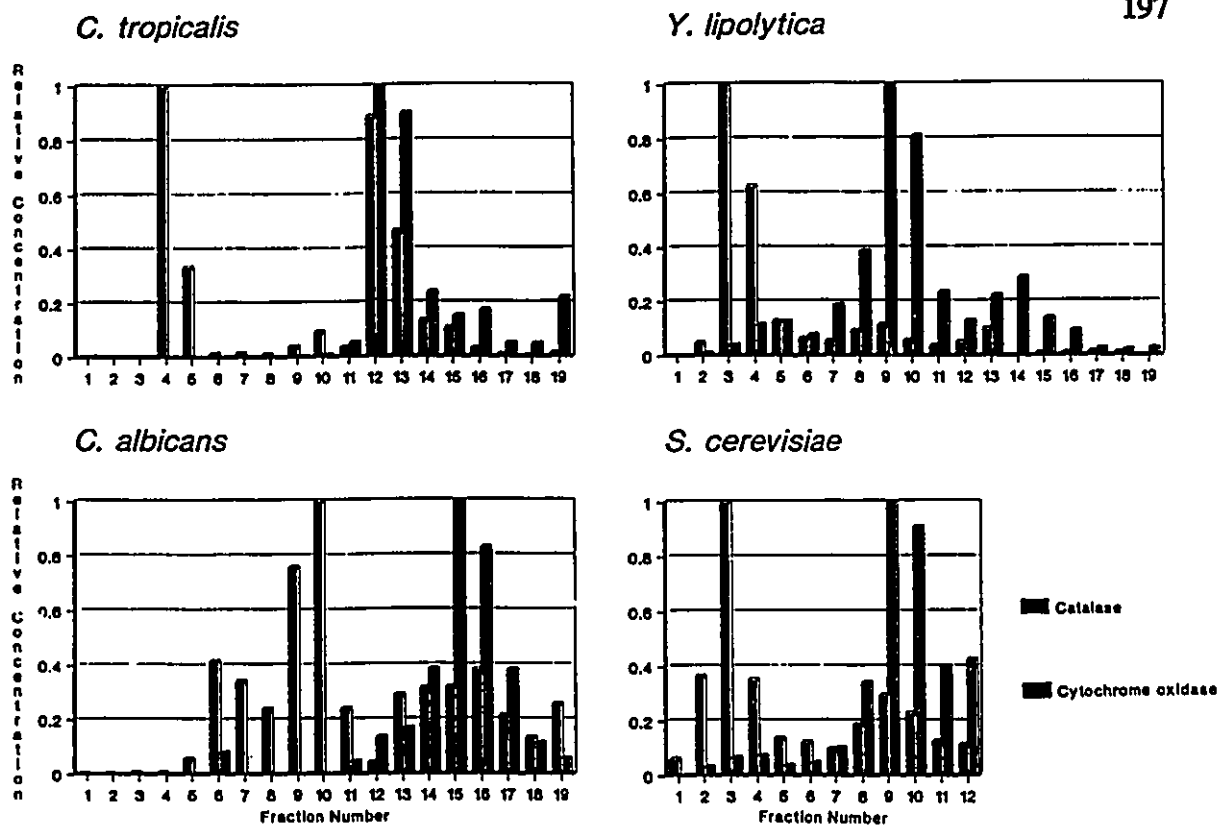 197
C. tropicalis
Y. lipolytica
Relative Concentration
1
0.8
0.6
0.4
0.2
0
1 2 3 4 5 6 7 8 9 10 11 12 13 14 15 16 17 18 19
1
0.8
0.6
0.4
0.2
0
1 2 3 4 5 6 7 8 9 10 11 12 13 14 15 16 17 18 19
C. albicans
S. cerevisiae
Relative Concentration
1
0.8
0.6
0.4
0.2
0
1 2 3 4 5 6 7 8 9 10 11 12 13 14 15 16 17 18 19
Fraction Number
1
0.8
0.6
0.4
0.2
0
1 2 3 4 5 6 7 8 9 10 11 12
Fraction Number
Catalase
Cytochrome oxidase